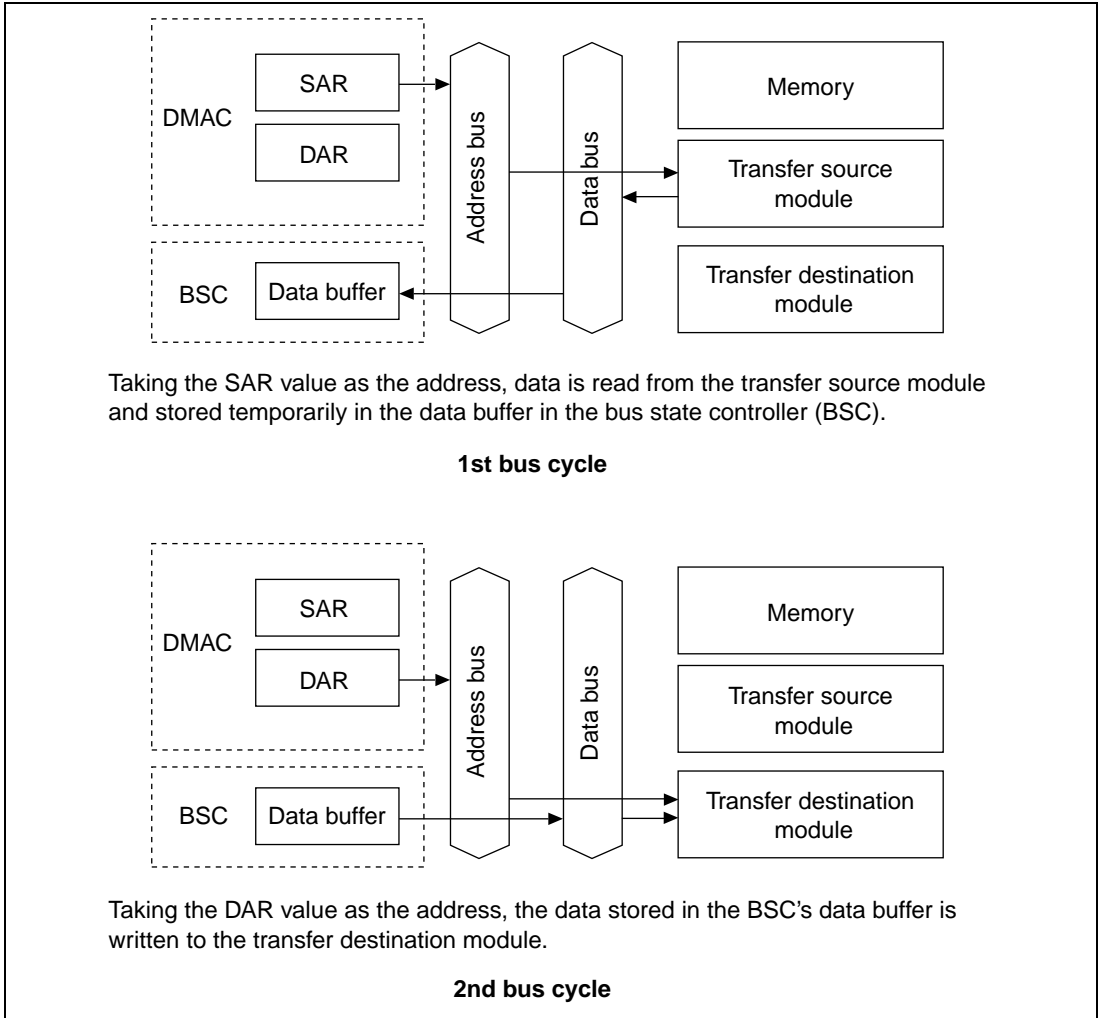 DMAC
SAR
DAR
BSC
Data buffer
Address bus
Data bus
Memory
Transfer source
module
Transfer destination
module
Taking the SAR value as the address, data is read from the transfer source module
and stored temporarily in the data buffer in the bus state controller (BSC).
1st bus cycle
DMAC
SAR
DAR
BSC
Data buffer
Address bus
Data bus
Memory
Transfer source
module
Transfer destination
module
Taking the DAR value as the address, the data stored in the BSC’s data buffer is
written to the transfer destination module.
2nd bus cycle